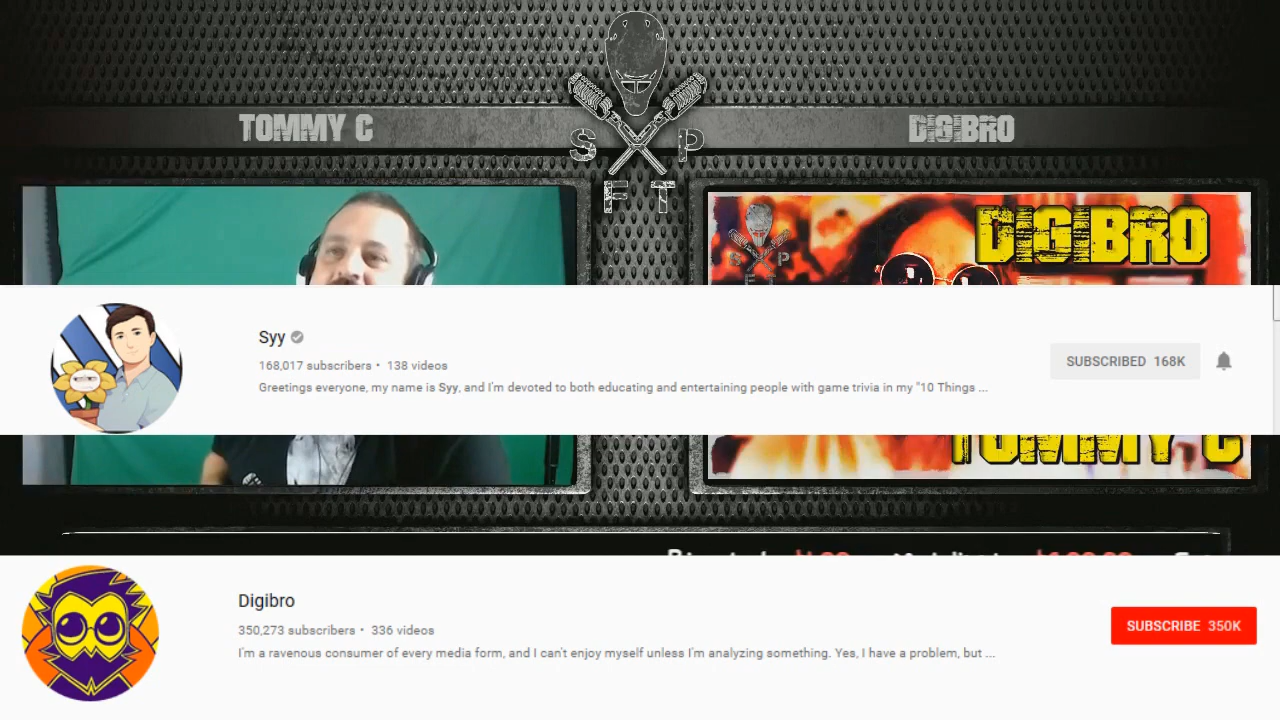 TOMMY C
DIGIBRO
S P
F T
DIGIBRO
S P
F T
Syy
168,017 subscribers • 138 videos
Greetings everyone, my name is Syy, and I'm devoted to both educating and entertaining people with game trivia in my "10 Things ...
SUBSCRIBED 168K
TOMMY C
Digibro
350,273 subscribers • 336 videos
I'm a ravenous consumer of every media form, and I can't enjoy myself unless I'm analyzing something. Yes, I have a problem, but ...
SUBSCRIBE 350K